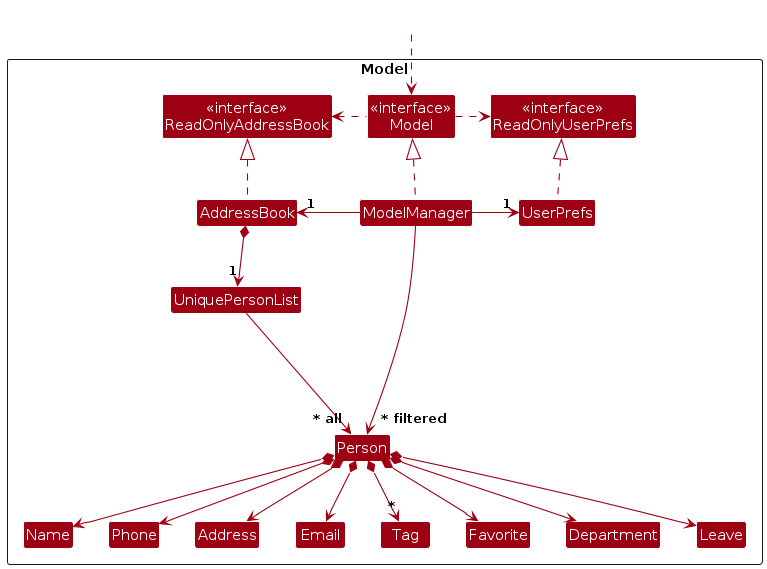 Model
«interface»
ReadOnlyAddressBook
«interface»
Model
«interface»
ReadOnlyUserPrefs
AddressBook
1
ModelManager
1
UserPrefs
1
UniquePersonList
* all
* filtered
Person
*
Name
Phone
Address
Email
Tag
Favorite
Department
Leave